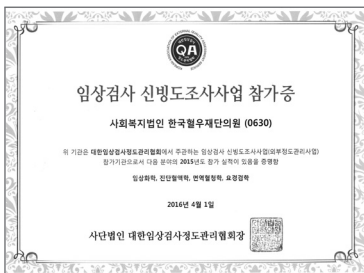 QA
임상검사 신빙도조사사업 참가증
사회복지법인 한국혈우재단의원 (0630)
위 기관은 대한임상검사정도관리협회에서 주관하는 임상검사 신빙도조사사업(외부정도관리사업)
참가기관으로서 다음 분야의 2015년도 참가 실적이 있음을 증명함
임상화학, 진단혈액학, 면역혈청학, 요경검학
2016년 4월 1일
사단법인 대한임상검사정도관리협회장